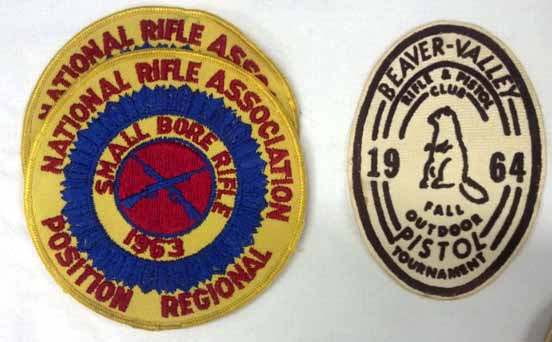 NATIONAL RIFLE ASSO
NATIONAL RIFLE ASSOCIATION
SMALL BORE RIFLE
1963
POSITION REGIONAL
BEAVER-VALLEY
RIFLE & PISTOL
CLUB
19 64
FALL
OUTDOOR
PISTOL
TOURNAMENT